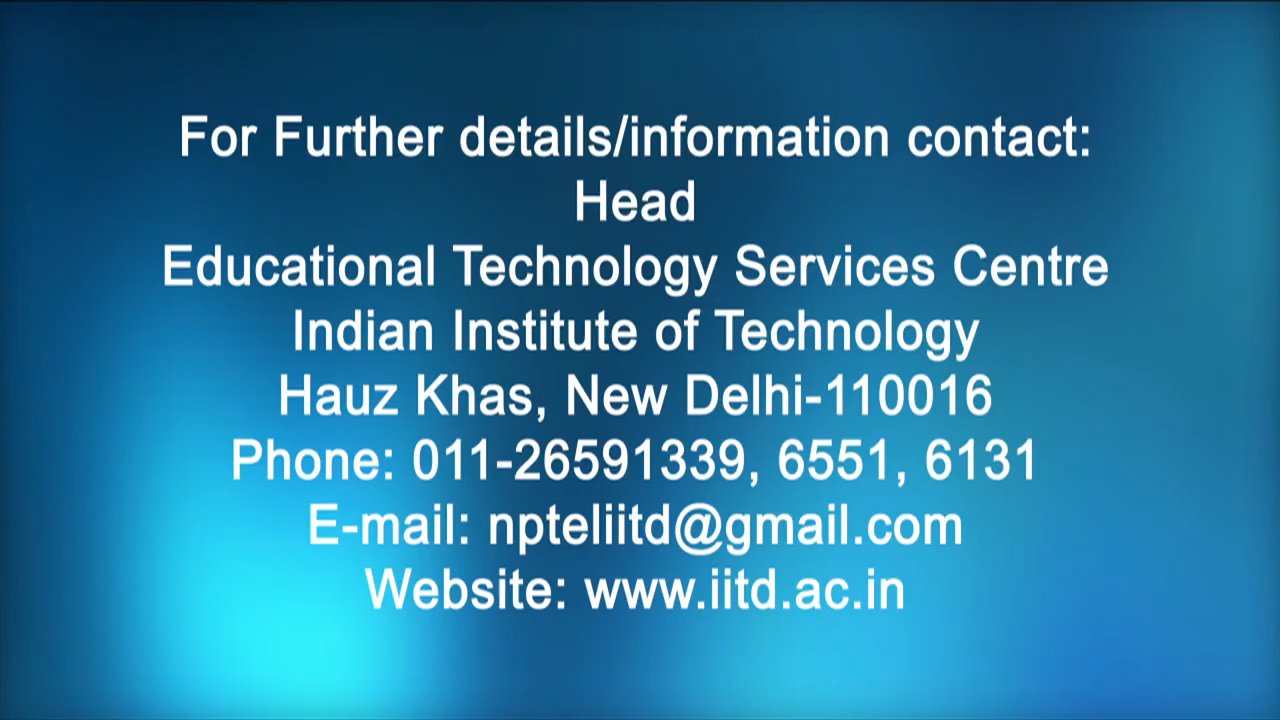 For Further details/information contact:
Head
Educational Technology Services Centre
Indian Institute of Technology
Hauz Khas, New Delhi-110016
Phone: 011-26591339, 6551, 6131
E-mail: npteliitd@gmail.com
Website: www.iitd.ac.in